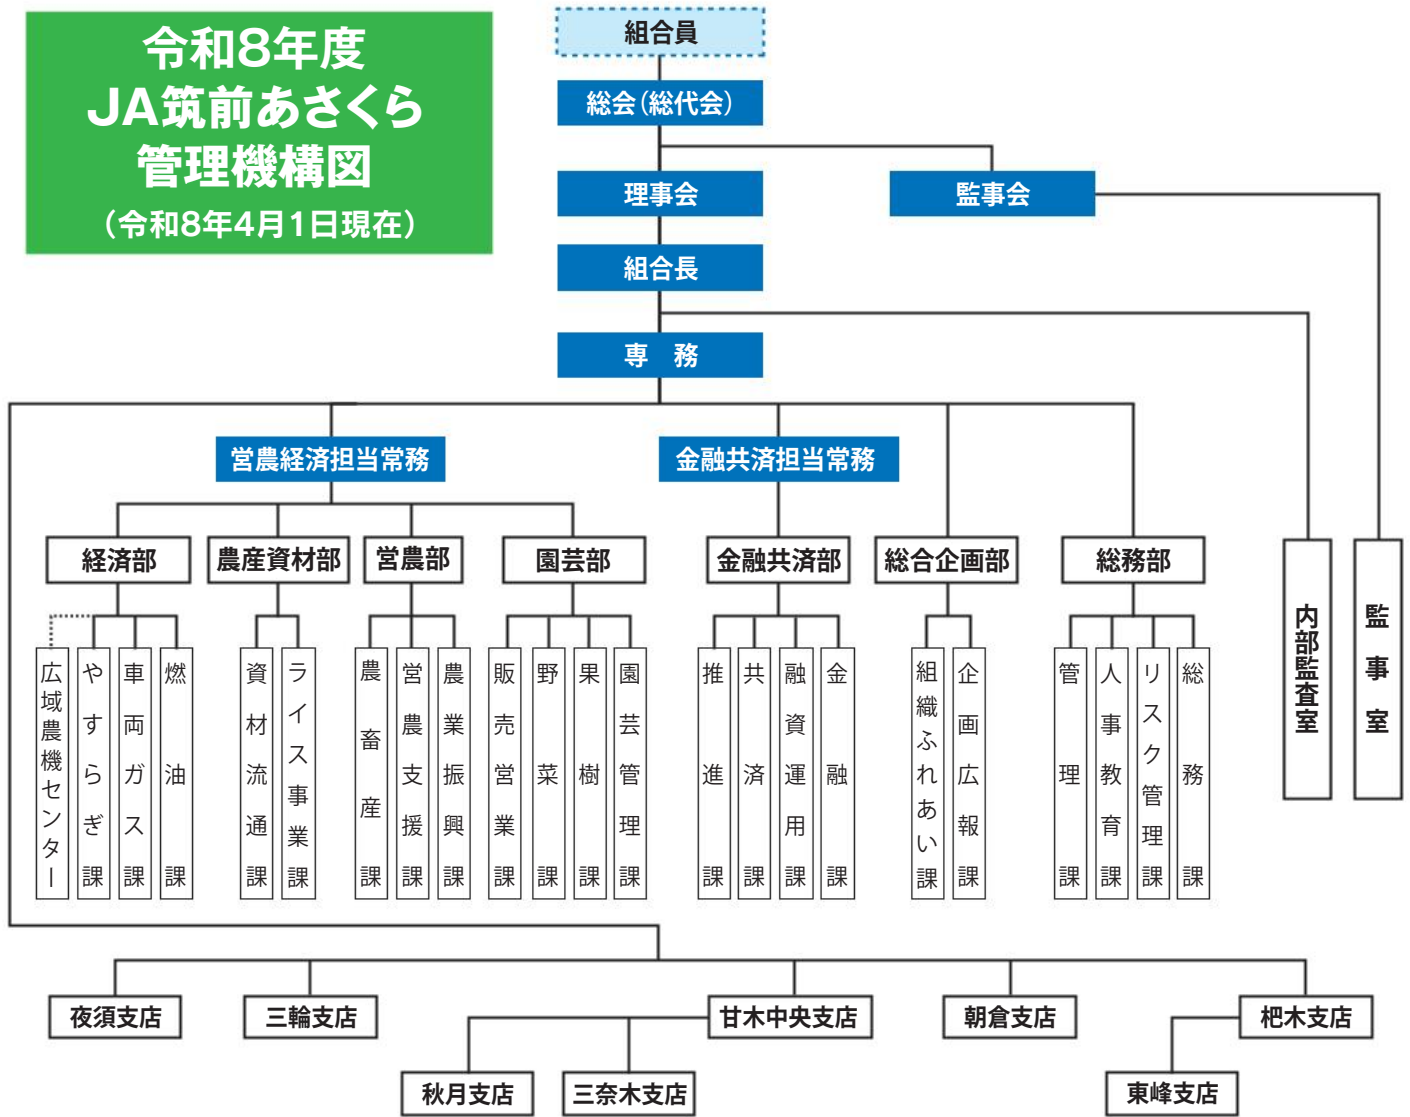 令和8年度
JA筑前あさくら
管理機構図
（令和8年4月1日現在）
組合員
総会（総代会）
理事会
監事会
組合長
専　務
営農経済担当常務
金融共済担当常務
経済部
農産資材部
営農部
園芸部
金融共済部
総合企画部
総務部
内部監査室
監事室
広域農機センター
やすらぎ課
車両ガス課
燃油課
資材流通課
ライス事業課
農畜産課
営農支援課
農業振興課
販売営業課
野菜課
果樹課
園芸管理課
推進課
共済課
融資運用課
金融課
組織ふれあい課
企画広報課
管理課
人事教育課
リスク管理課
総務課
夜須支店
三輪支店
甘木中央支店
朝倉支店
杷木支店
秋月支店
三奈木支店
東峰支店